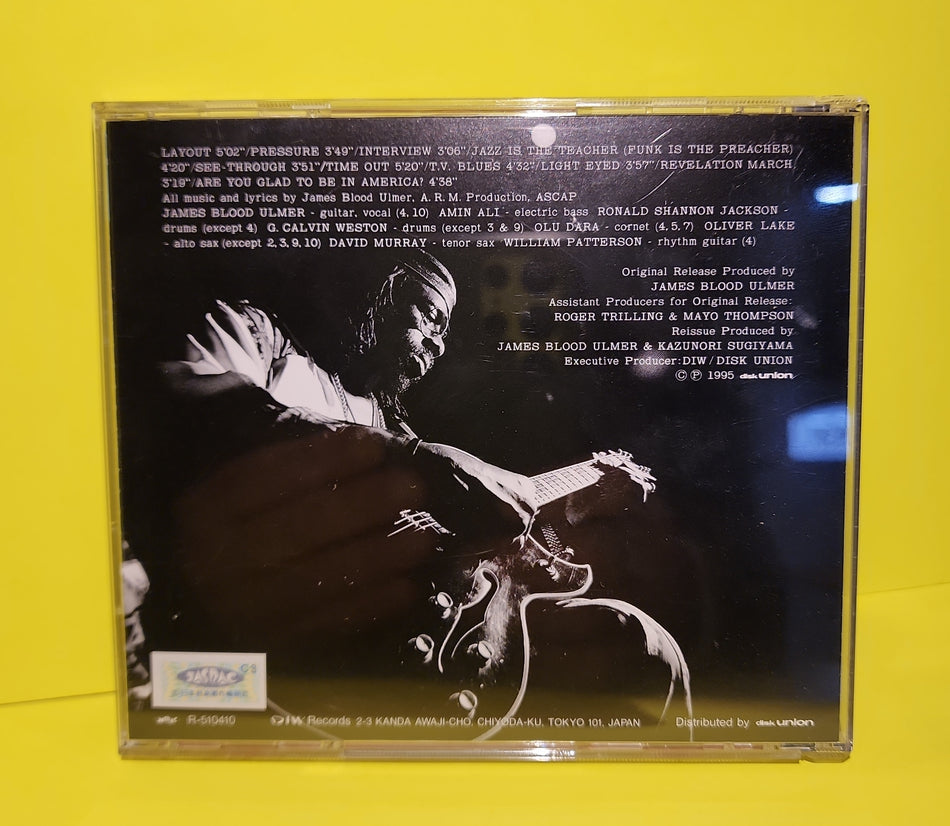 LAYOUT 5'02"/PRESSURE 3'49"/INTERVIEW 3'06"/JAZZ IS THE TEACHER (FUNK IS THE PREACHER)
4'20"/SEE-THROUGH 3'51"/TIME OUT 5'20"/T.V. BLUES 4'32"/LIGHT EYED 3'57"/REVELATION MARCH
3'19"/ARE YOU GLAD TO BE IN AMERICA? 4'38"
All music and lyrics by James Blood Ulmer, A.R.M. Production, ASCAP
JAMES BLOOD ULMER - guitar, vocal (4, 10) AMIN ALI - electric bass RONALD SHANNON JACKSON -
drums (except 4) G. CALVIN WESTON - drums (except 3 & 9) OLU DARA - cornet (4, 5, 7) OLIVER LAKE
- alto sax (except 2, 3, 9, 10) DAVID MURRAY - tenor sax WILLIAM PATTERSON - rhythm guitar (4)
Original Release Produced by
JAMES BLOOD ULMER
Assistant Producers for Original Release:
ROGER TRILLING & MAYO THOMPSON
Reissue Produced by
JAMES BLOOD ULMER & KAZUNORI SUGIYAMA
Executive Producer: DIW / DISK UNION
© ℗ 1995 disk union
C3
JASRAC
R-510410
DIW Records 2-3 KANDA AWAJI-CHO, CHIYODA-KU, TOKYO 101, JAPAN
Distributed by disk union